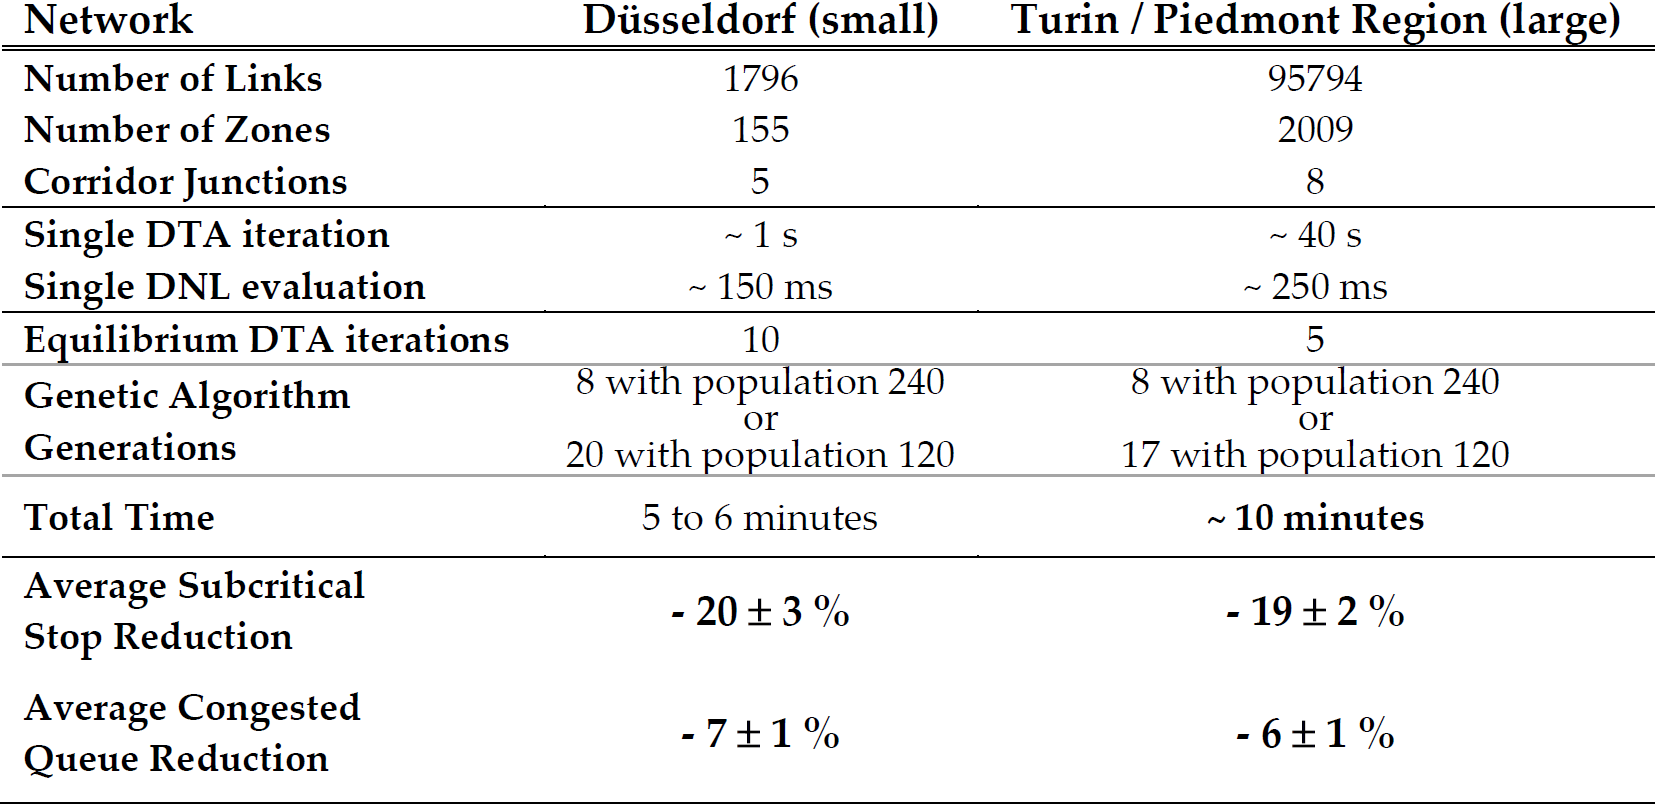 Network Düsseldorf (small) Turin / Piedmont Region (large)
Number of Links 1796 95794
Number of Zones 155 2009
Corridor Junctions 5 8
Single DTA iteration ~ 1 s ~ 40 s
Single DNL evaluation ~ 150 ms ~ 250 ms
Equilibrium DTA iterations 10 5
Genetic Algorithm Generations
8 with population 240
or
20 with population 120
8 with population 240
or
17 with population 120
Total Time 5 to 6 minutes ~ 10 minutes
Average Subcritical
Stop Reduction
- 20 ± 3 % - 19 ± 2 %
Average Congested
Queue Reduction
- 7 ± 1 % - 6 ± 1 %